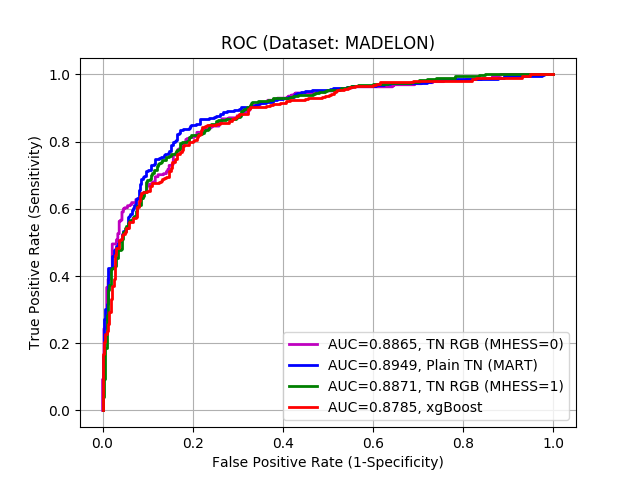 ROC (Dataset: MADELON)
True Positive Rate (Sensitivity)
1.0
0.8
0.6
0.4
0.2
0.0
AUC=0.8865, TN RGB (MHESS=0)
AUC=0.8949, Plain TN (MART)
AUC=0.8871, TN RGB (MHESS=1)
AUC=0.8785, xgBoost
0.0 0.2 0.4 0.6 0.8 1.0
False Positive Rate (1-Specificity)